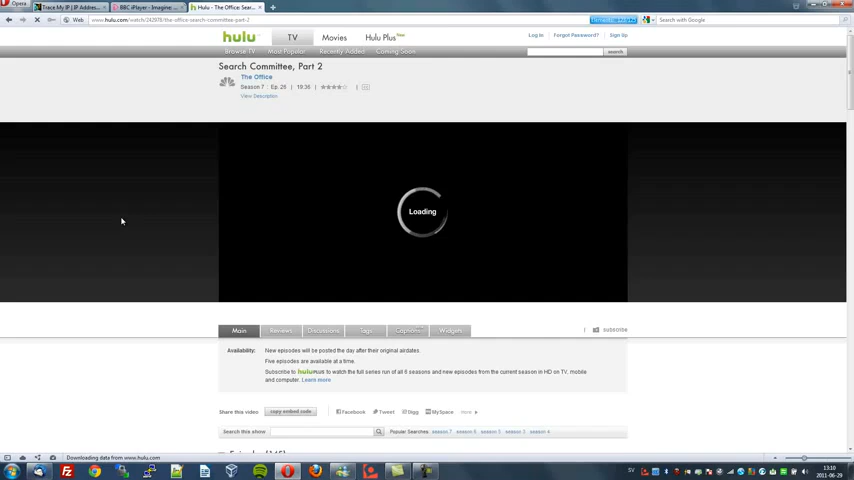 Opera
Trace My IP | IP Addres...
BBC iPlayer - Imagine: ...
Hulu - The Office: Sear...
Web
www.hulu.com/watch/242978/the-office-search-committee-part-2
Search with Google
hulu
TV
Movies
Hulu Plus
Log In
Forgot Password?
Sign Up
Browse TV
Most Popular
Recently Added
Coming Soon
search
Search Committee, Part 2
The Office
Season 7 : Ep. 26 | 19:36 |
View Description
Loading
Main
Reviews
Discussions
Tags
Captions
Widgets
SUBSCRIBE
Availability:
New episodes will be posted the day after their original airdates.
Five episodes are available at a time.
Subscribe to hulu PLUS to watch the full series run of all 8 seasons and new episodes from the current season in HD on TV, mobile
and computer. Learn more
Share this video
copy embed code
Facebook
Tweet
Digg
MySpace
More
Search this show
Popular Searches: season 7 season 6 season 5 season 3 season 4
Downloading data from www.hulu.com
SV
13:10
2011-06-29